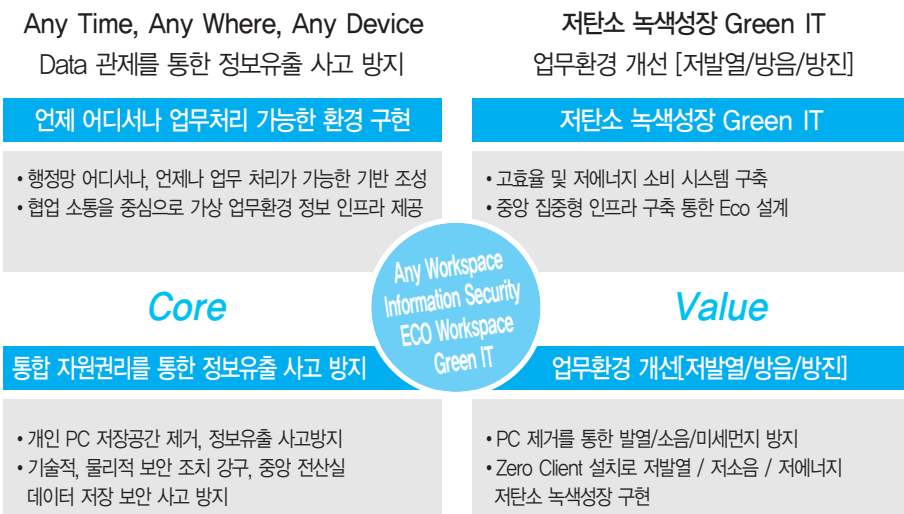 Any Time, Any Where, Any Device
Data 관제를 통한 정보유출 사고 방지
저탄소 녹색성장 Green IT
업무환경 개선 [저발열/방음/방진]
언제 어디서나 업무처리 가능한 환경 구현
• 행정망 어디서나, 언제나 업무 처리가 가능한 기반 조성
• 협업 소통을 중심으로 가상 업무환경 정보 인프라 제공
저탄소 녹색성장 Green IT
• 고효율 및 저에너지 소비 시스템 구축
• 중앙 집중형 인프라 구축 통한 Eco 설계
Core
Any Workspace
Information Security
ECO Workspace
Green IT
Value
통합 자원권리를 통한 정보유출 사고 방지
• 개인 PC 저장공간 제거, 정보유출 사고방지
• 기술적, 물리적 보안 조치 강구, 중앙 전산실
데이터 저장 보안 사고 방지
업무환경 개선[저발열/방음/방진]
• PC 제거를 통한 발열/소음/미세먼지 방지
• Zero Client 설치로 저발열 / 저소음 / 저에너지
저탄소 녹색성장 구현